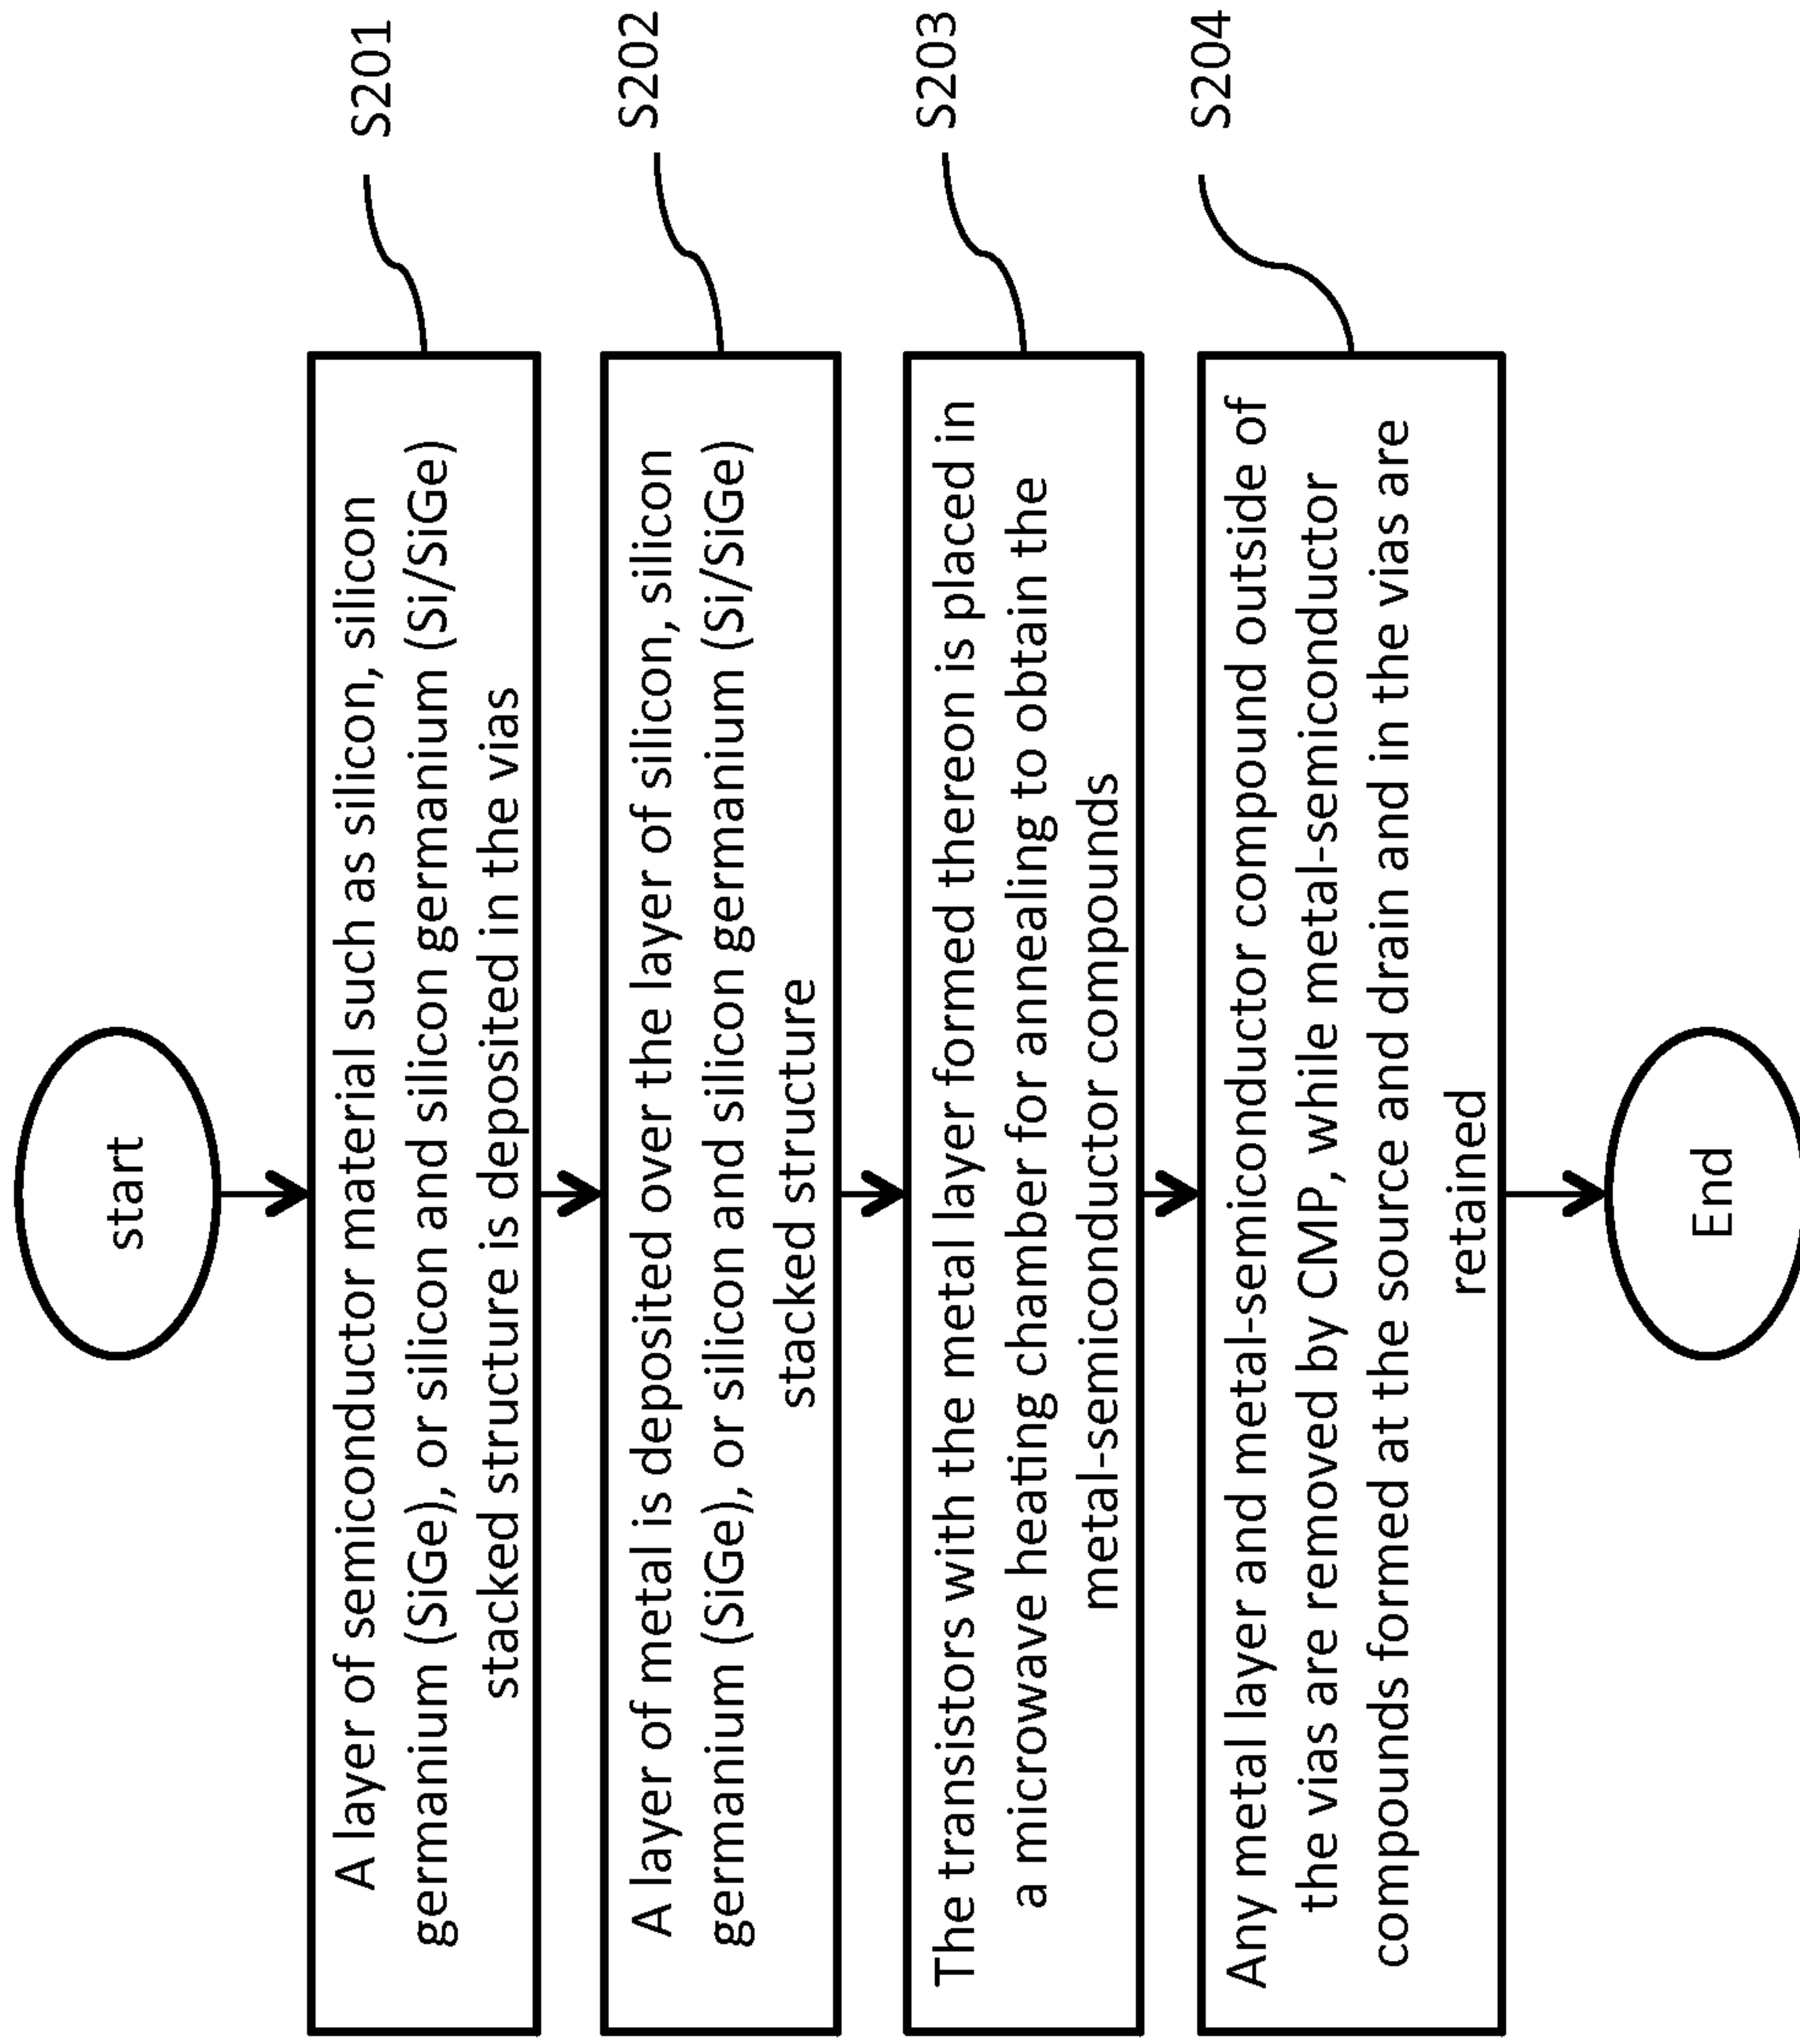 start
A layer of semiconductor material such as silicon, silicon
germanium (SiGe), or silicon and silicon germanium (Si/SiGe)
stacked structure is deposited in the vias
S201
A layer of metal is deposited over the layer of silicon, silicon
germanium (SiGe), or silicon and silicon germanium (Si/SiGe)
stacked structure
S202
The transistors with the metal layer formed thereon is placed in
a microwave heating chamber for annealing to obtain the
metal-semiconductor compounds
S203
Any metal layer and metal-semiconductor compound outside of
the vias are removed by CMP, while metal-semiconductor
compounds formed at the source and drain and in the vias are
retained
S204
End